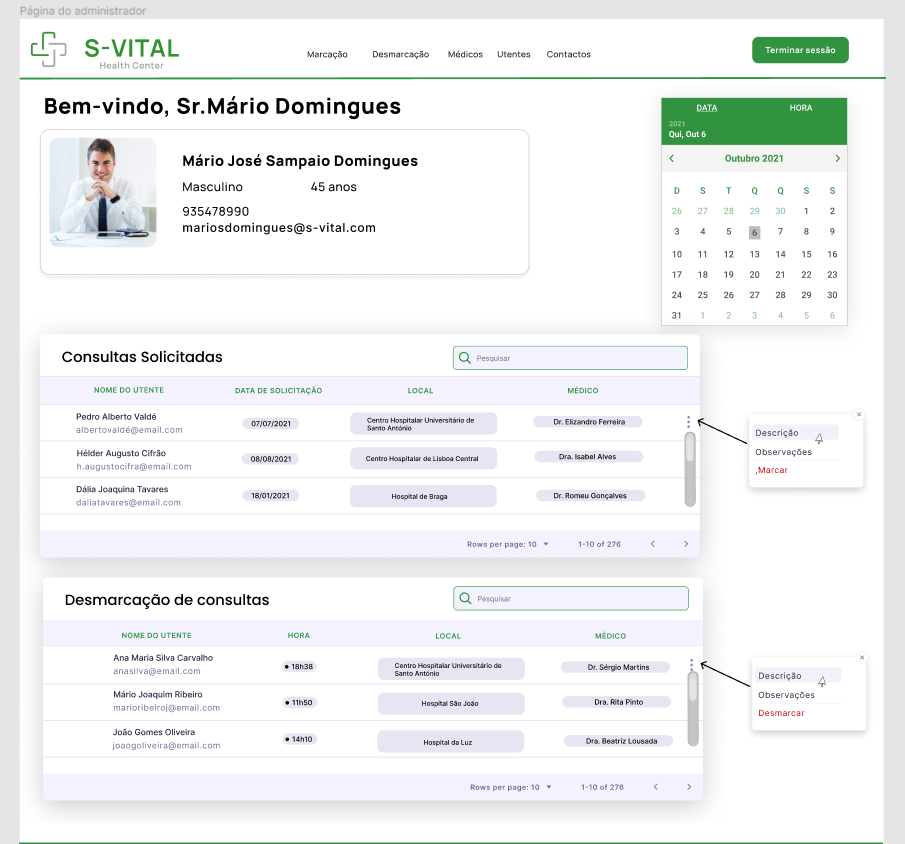 Página do administrador
S-VITAL
Health Center
Marcação Desmarcação Médicos Utentes Contactos
Terminar sessão
Bem-vindo, Sr.Mário Domingues
Mário José Sampaio Domingues
Masculino 45 anos
935478990
mariosdomingues@s-vital.com
DATA HORA
2021
Qui, Out 6
Outubro 2021
D S T Q Q S S
26 27 28 29 30 1 2
3 4 5 6 7 8 9
10 11 12 13 14 15 16
17 18 19 20 21 22 23
24 25 26 27 28 29 30
31 1 2 3 4 5 6
Consultas Solicitadas
Pesquisar
NOME DO UTENTE DATA DE SOLICITAÇÃO LOCAL MÉDICO
Pedro Alberto Valdé
albertovaldé@email.com
07/07/2021
Centro Hospitalar Universitário de
Santo António
Dr. Elizandro Ferreira
Hélder Augusto Cifrão
h.augustocifra@email.com
08/08/2021
Centro Hospitalar de Lisboa Central
Dra. Isabel Alves
Dália Joaquina Tavares
daliatavares@email.com
18/01/2021
Hospital de Braga
Dr. Romeu Gonçalves
Rows per page: 10 1-10 of 276
×
Descrição
Observações
,Marcar
Desmarcação de consultas
Pesquisar
NOME DO UTENTE HORA LOCAL MÉDICO
Ana Maria Silva Carvalho
anasilva@email.com
18h38
Centro Hospitalar Universitário de
Santo António
Dr. Sérgio Martins
Mário Joaquim Ribeiro
marioribeiroj@email.com
11h50
Hospital São João
Dra. Rita Pinto
João Gomes Oliveira
joaogoliveira@email.com
14h10
Hospital da Luz
Dra. Beatriz Lousada
Rows per page: 10 1-10 of 276
×
Descrição
Observações
Desmarcar